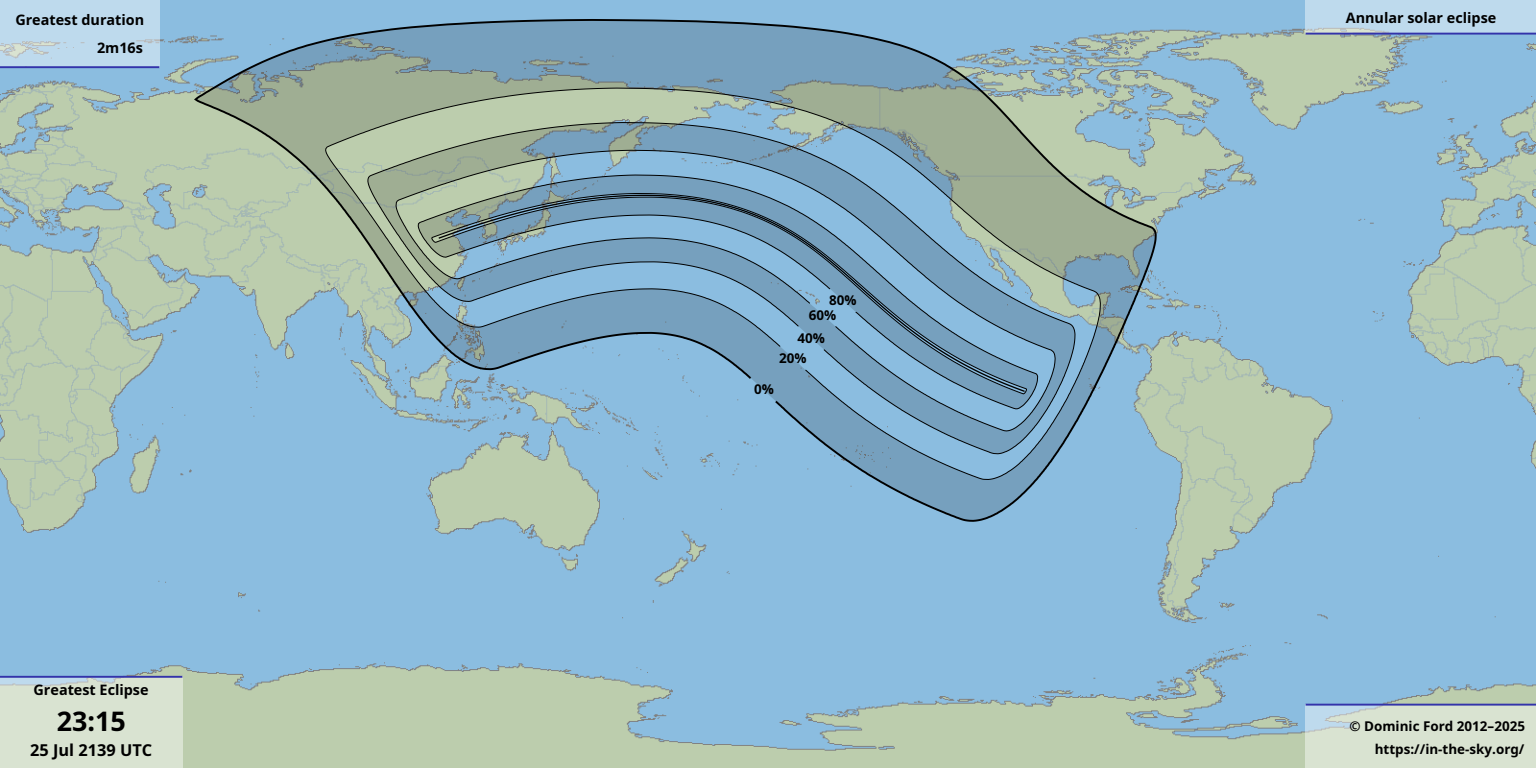 Greatest duration
2m16s
Annular solar eclipse
80%
60%
40%
20%
0%
Greatest Eclipse
23:15
25 Jul 2139 UTC
© Dominic Ford 2012–2025
https://in-the-sky.org/